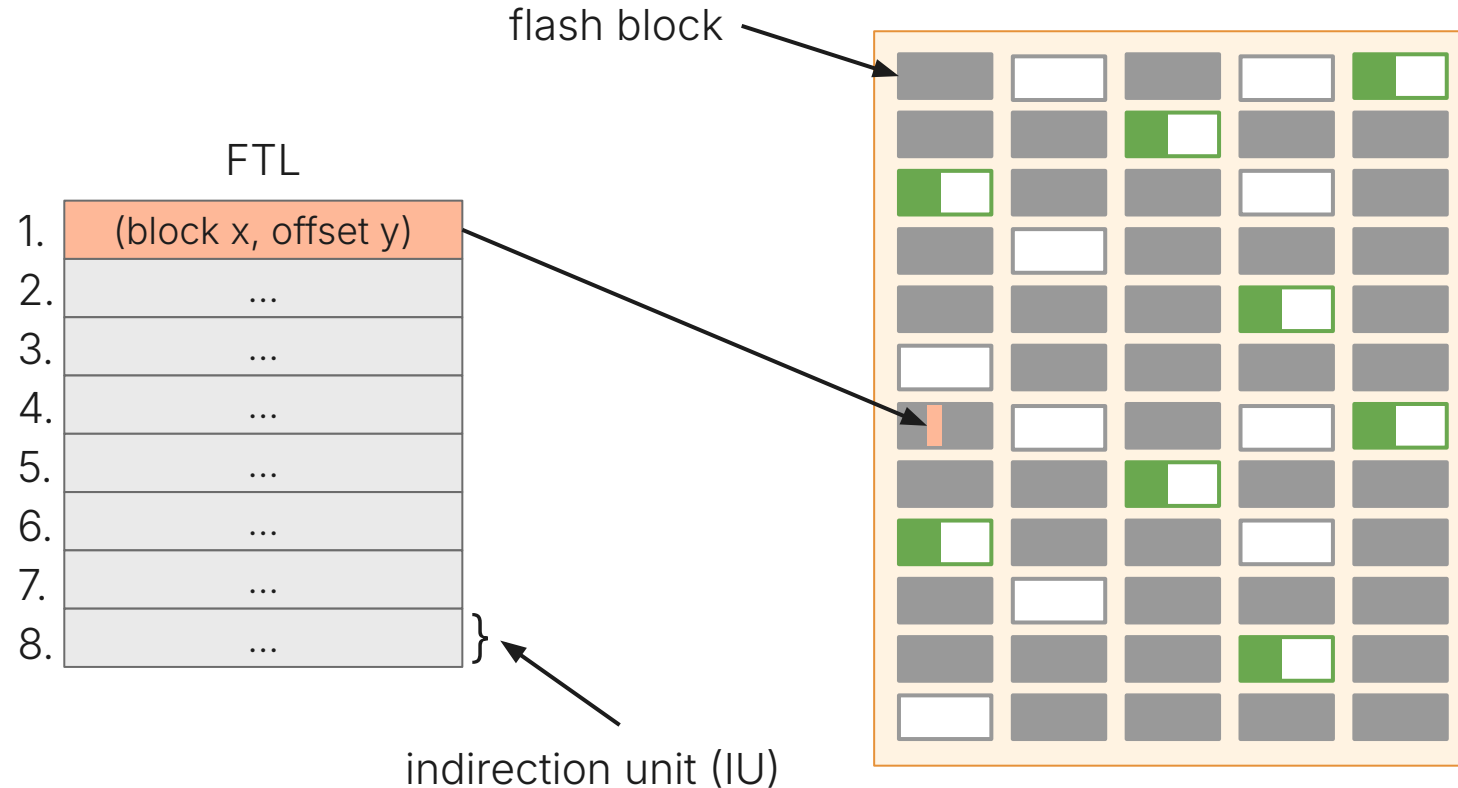 flash block
FTL
1. (block x, offset y)
2. ...
3. ...
4. ...
5. ...
6. ...
7. ...
8. ... }
indirection unit (IU)